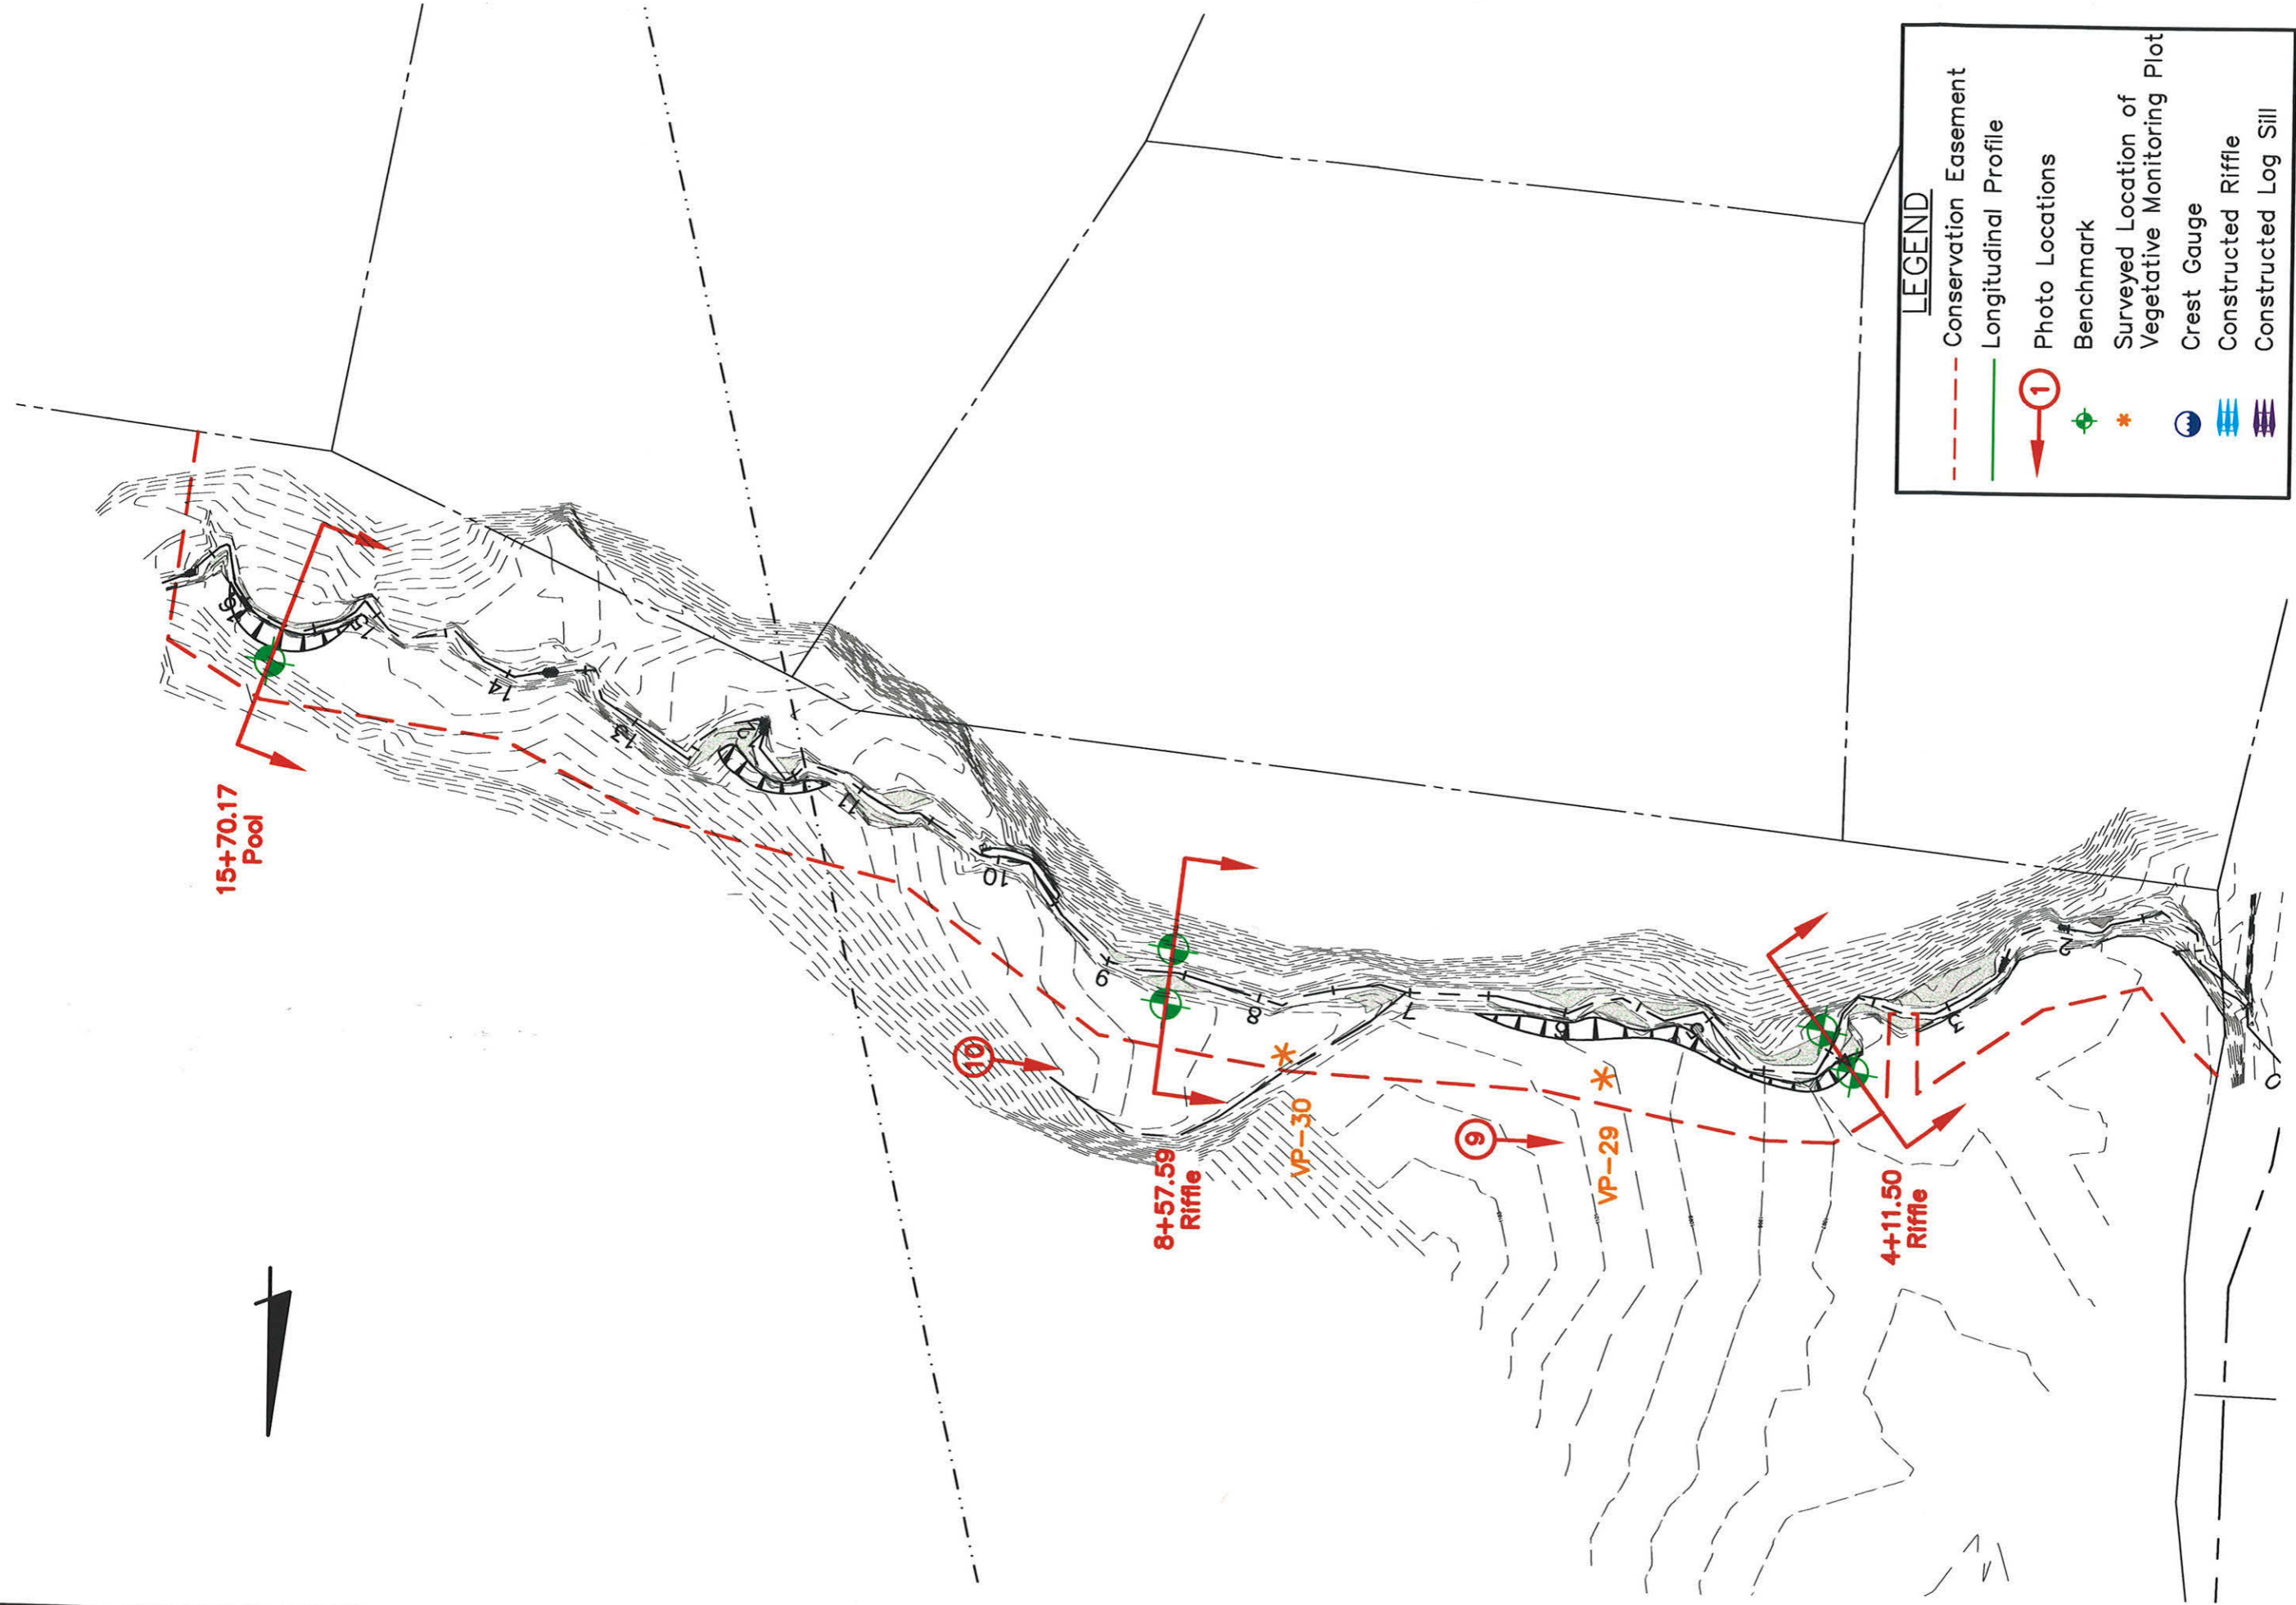 LEGEND
Conservation Easement
Longitudinal Profile
1
Photo Locations
Benchmark
Surveyed Location of
Vegetative Monitoring Plot
Crest Gauge
Constructed Riffle
Constructed Log Sill
15+70.17
Pool
8+57.59
Riffle
4+11.50
Riffle
10
9
VP-30
VP-29
16
15
14
13
12
11
10
9
8
7
6
3
2
0